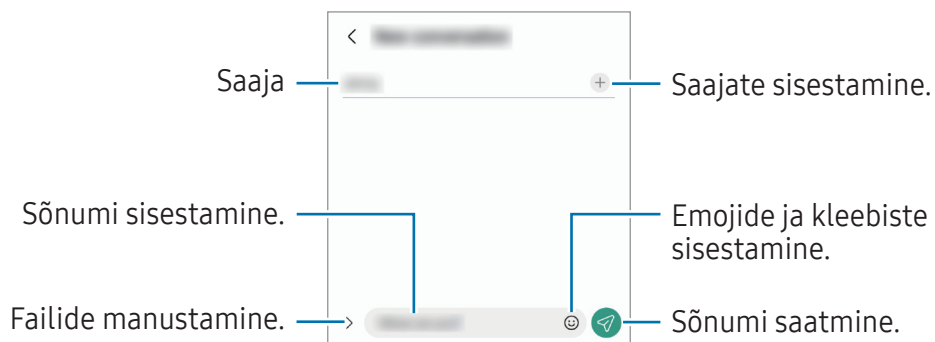 Saaja
Saajate sisestamine.
Sõnumi sisestamine.
Emojide ja kleebiste
sisestamine.
Failide manustamine.
Sõnumi saatmine.